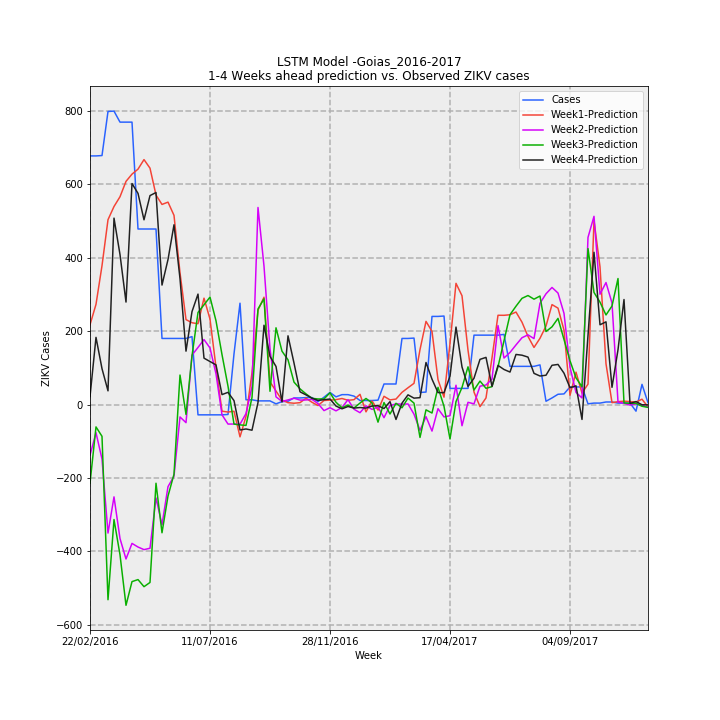 LSTM Model -Goias_2016-2017
1-4 Weeks ahead prediction vs. Observed ZIKV cases
Cases
Week1-Prediction
Week2-Prediction
Week3-Prediction
Week4-Prediction
800
600
400
200
0
−200
−400
−600
ZIKV Cases
22/02/2016
11/07/2016
28/11/2016
17/04/2017
04/09/2017
Week